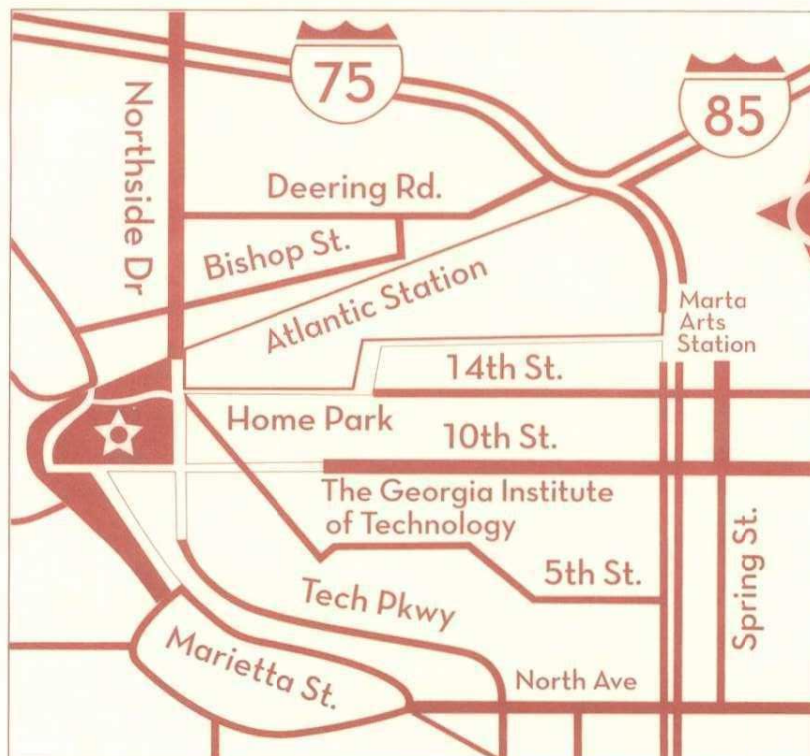 75
85
Northside Dr
Deering Rd.
Bishop St.
Atlantic Station
Marta
Arts
Station
14th St.
Home Park
10th St.
The Georgia Institute
of Technology
5th St.
Spring St.
Tech Pkwy
Marietta St.
North Ave